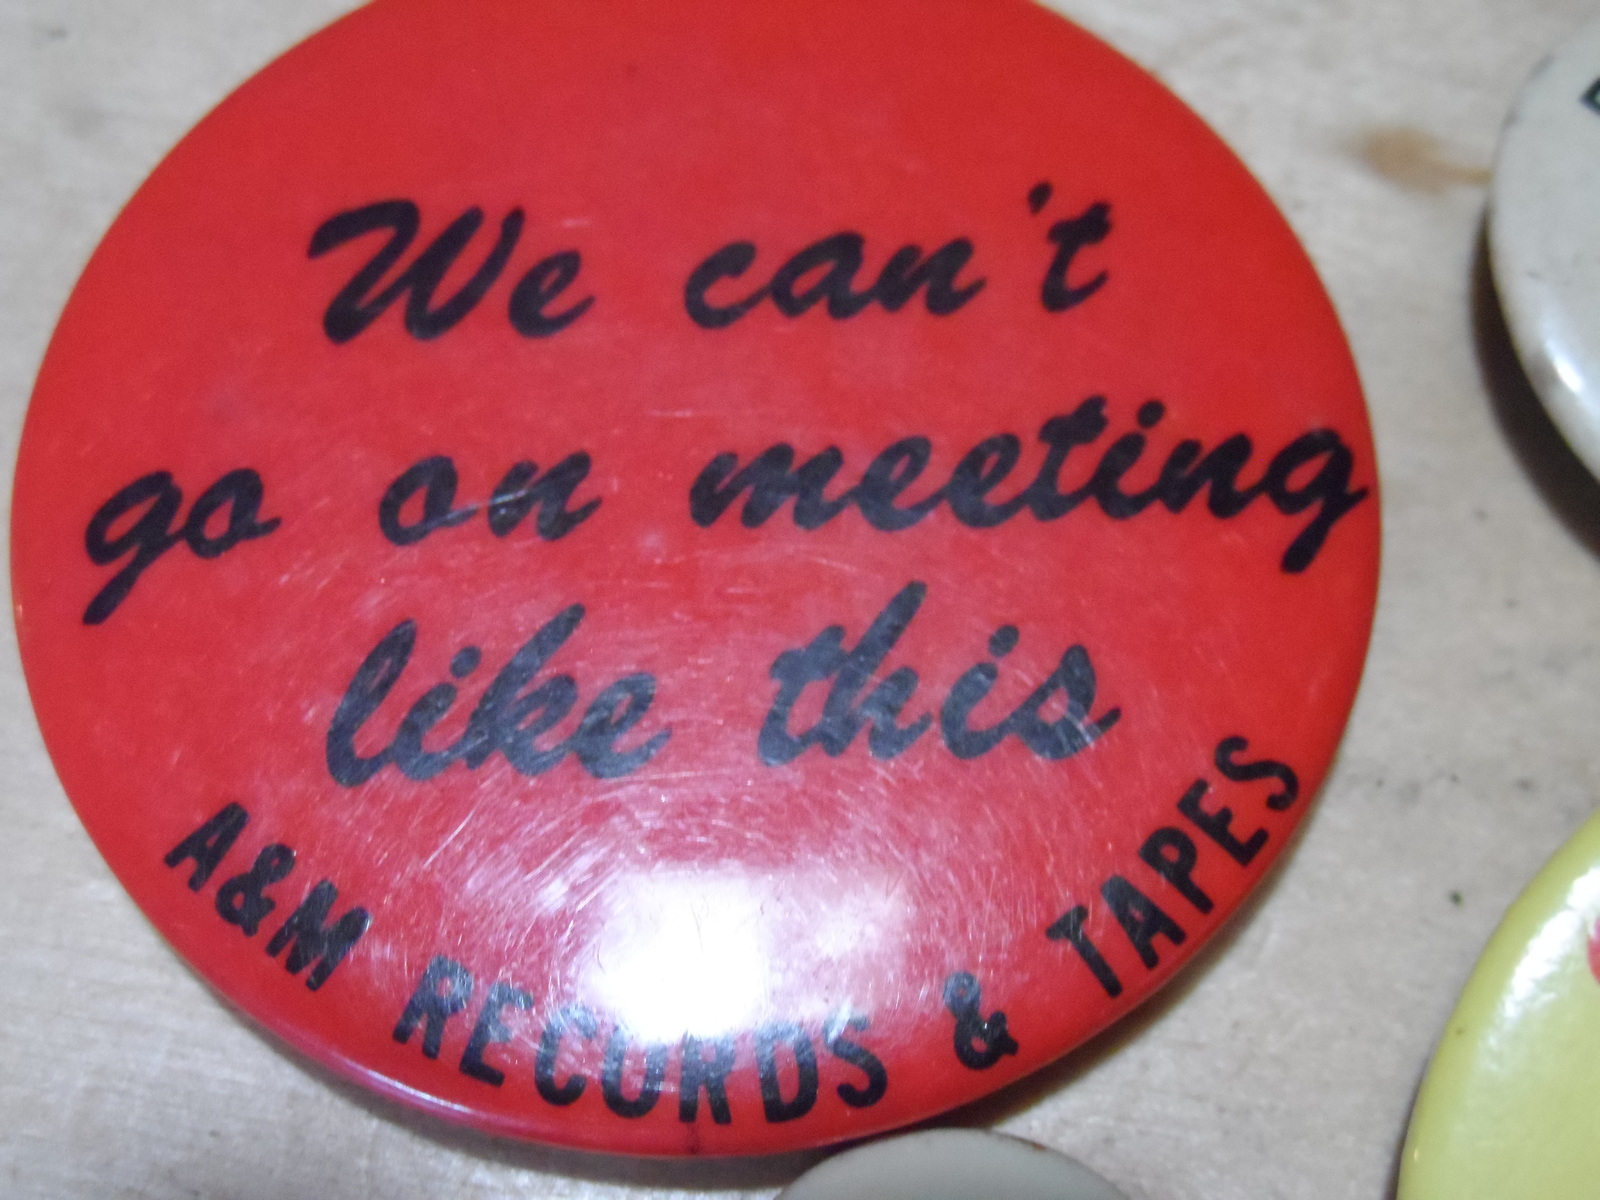 We can't
go on meeting
like this
A&M RECORDS & TAPES